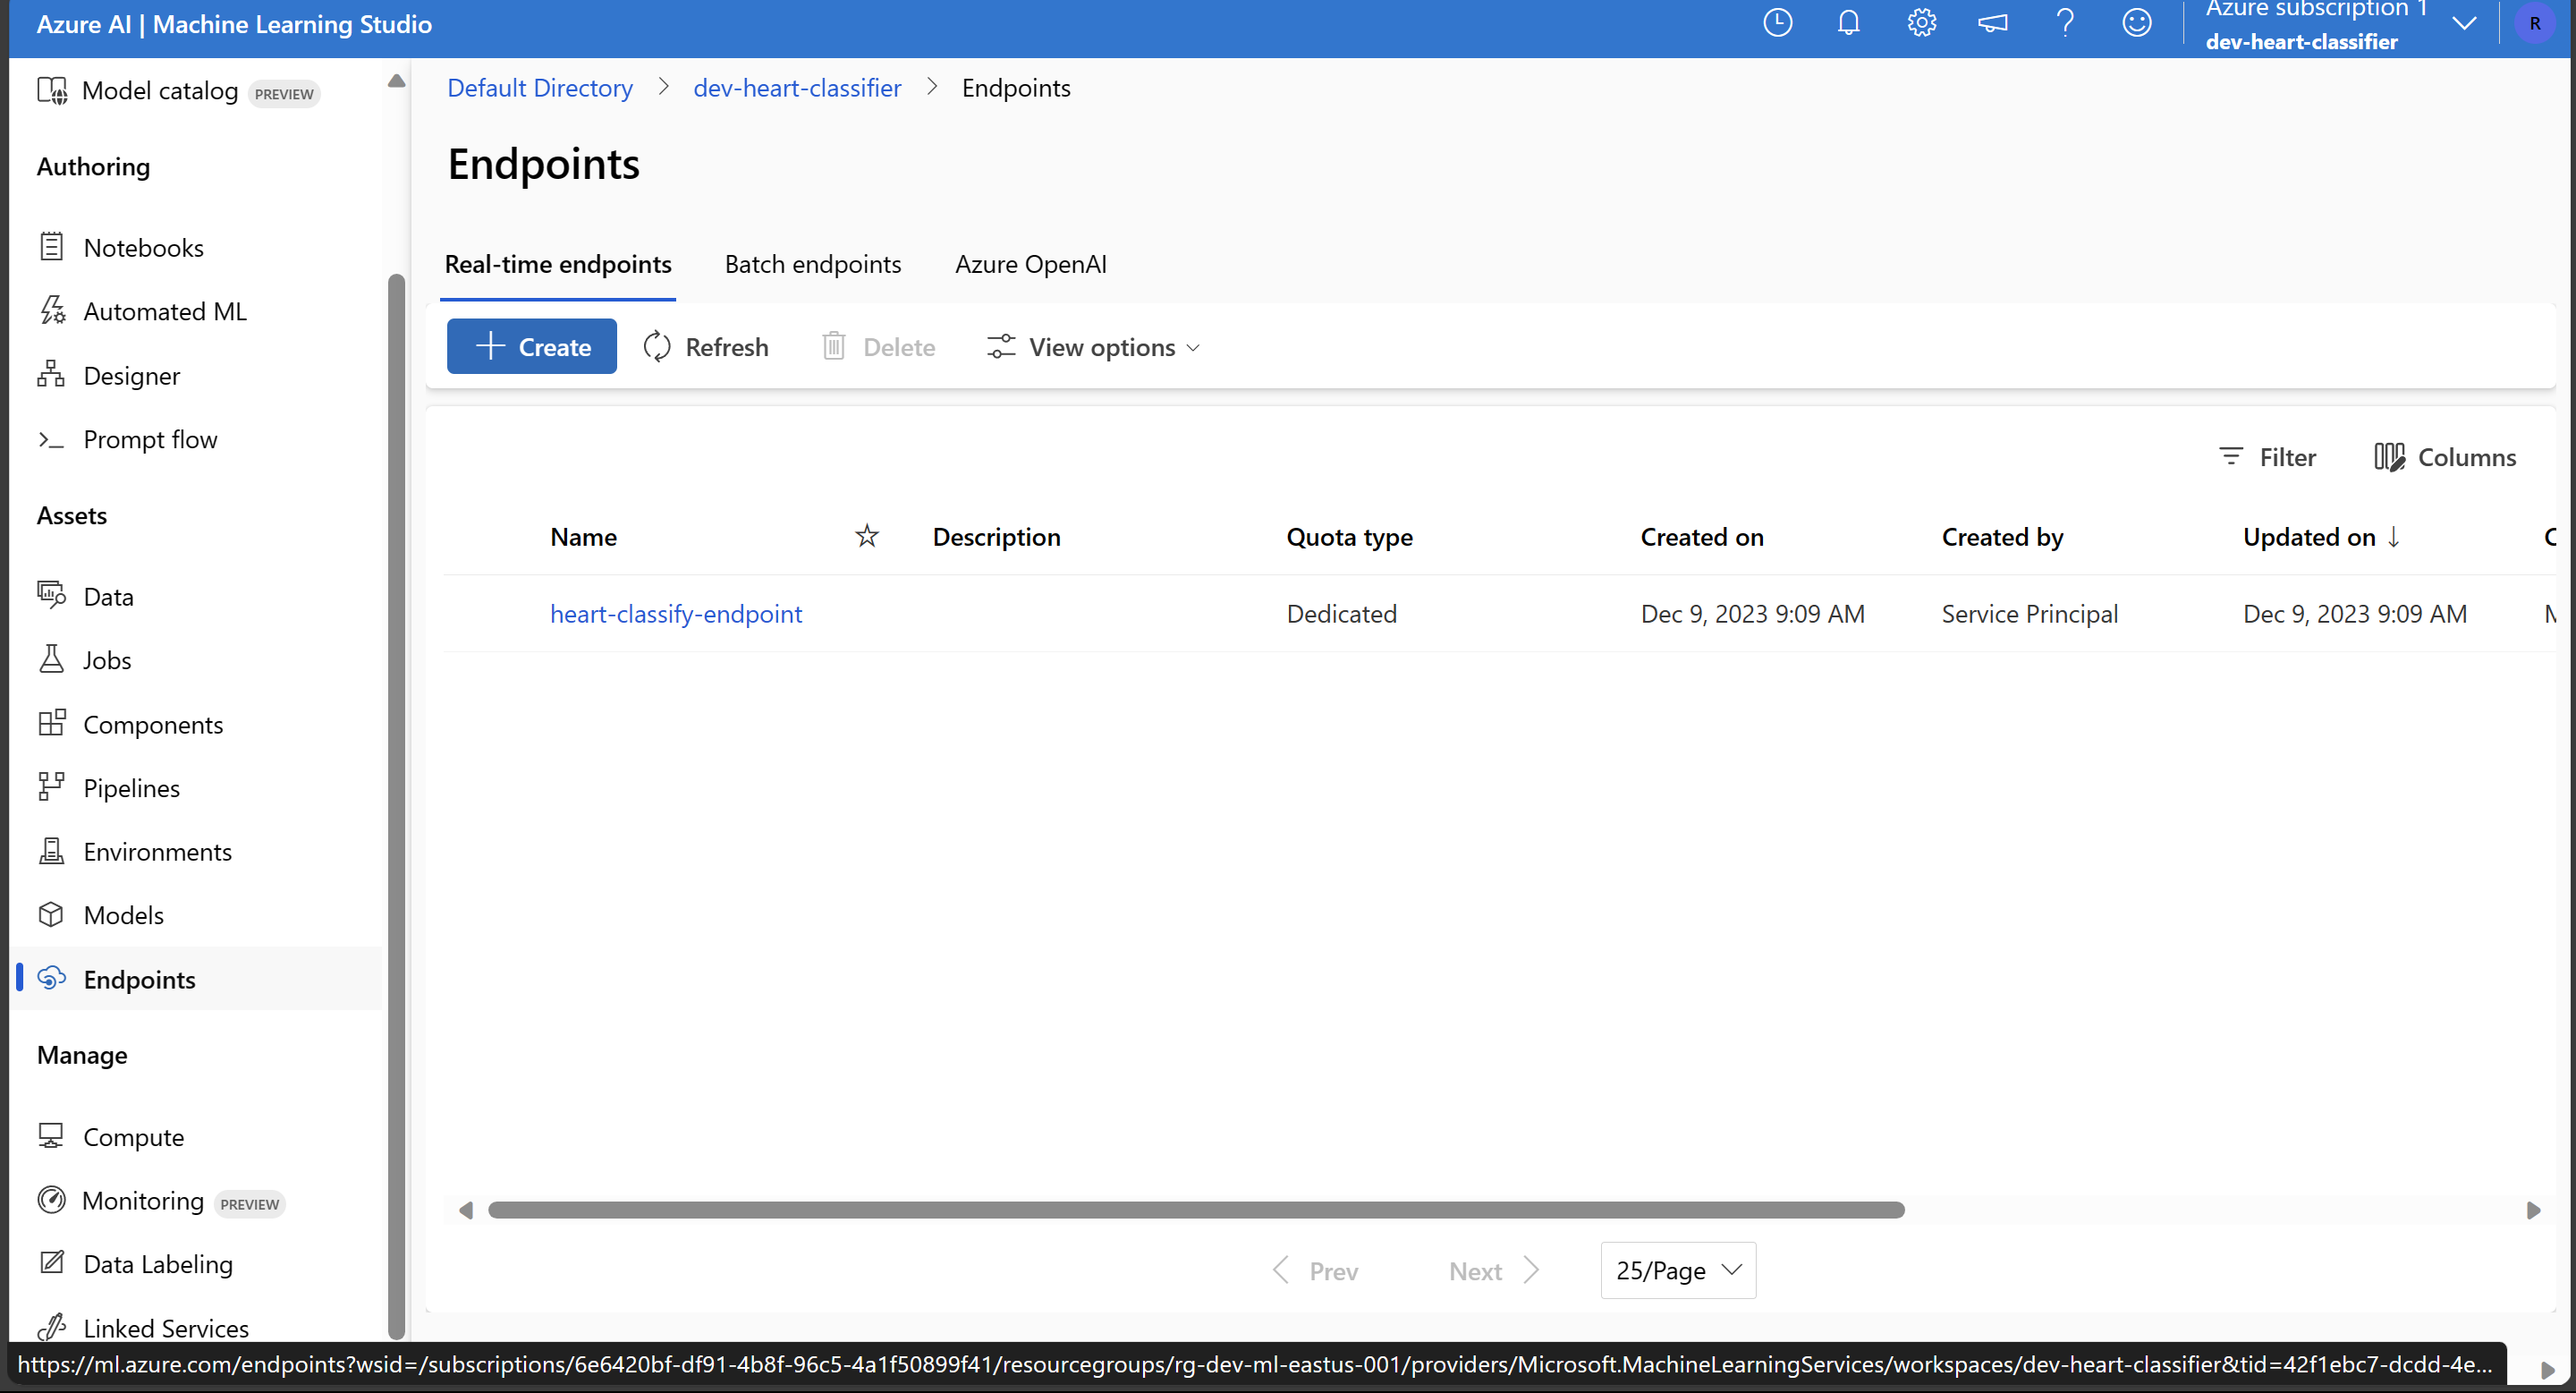 Azure AI | Machine Learning Studio
Azure subscription 1
dev-heart-classifier
R
Model catalog PREVIEW
Authoring
Notebooks
Automated ML
Designer
Prompt flow
Assets
Data
Jobs
Components
Pipelines
Environments
Models
Endpoints
Manage
Compute
Monitoring PREVIEW
Data Labeling
Linked Services
Default Directory > dev-heart-classifier > Endpoints
Endpoints
Real-time endpoints Batch endpoints Azure OpenAI
Create Refresh Delete View options
Filter Columns
Name Description Quota type Created on Created by Updated on
heart-classify-endpoint Dedicated Dec 9, 2023 9:09 AM Service Principal Dec 9, 2023 9:09 AM
Prev Next 25/Page
https://ml.azure.com/endpoints?wsid=/subscriptions/6e6420bf-df91-4b8f-96c5-4a1f50899f41/resourcegroups/rg-dev-ml-eastus-001/providers/Microsoft.MachineLearningServices/workspaces/dev-heart-classifier&tid=42f1ebc7-dcdd-4e...